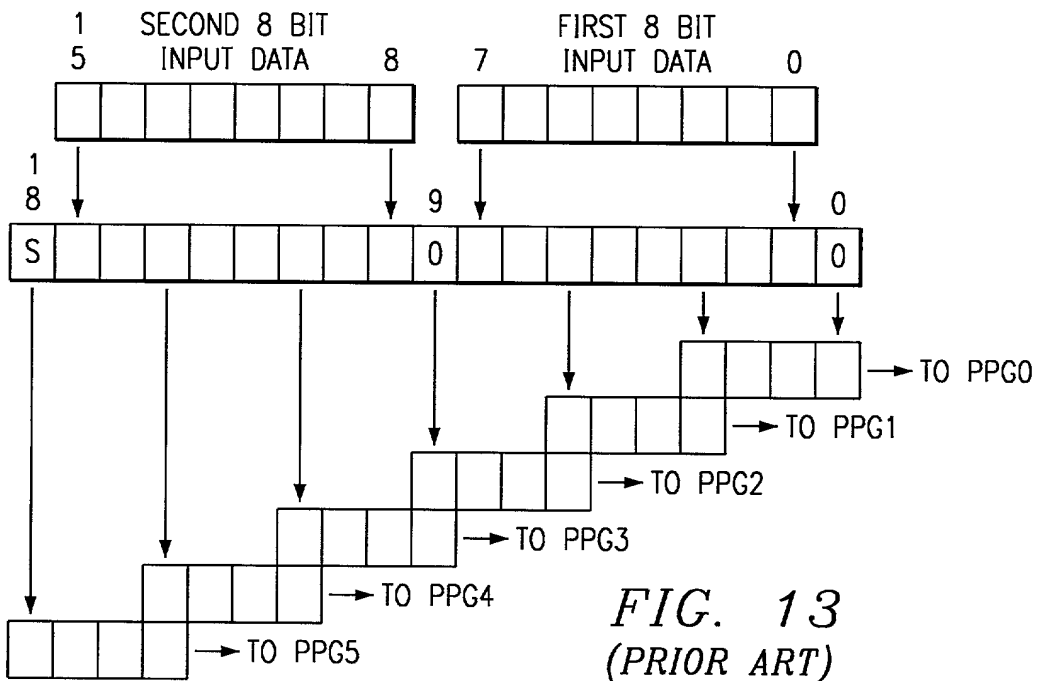 1 SECOND 8 BIT FIRST 8 BIT
5 INPUT DATA 8 7 INPUT DATA 0
1
8 9 0
S 0 0
TO PPG0
TO PPG1
TO PPG2
TO PPG3
TO PPG4
TO PPG5
FIG. 13
(PRIOR ART)